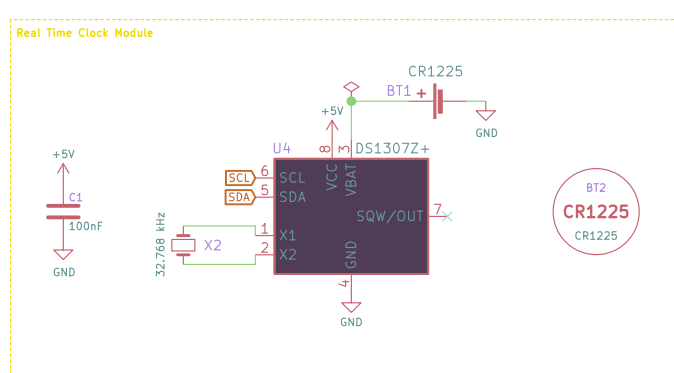 Real Time Clock Module
CR1225
BT1 +
+5V
GND
U4
8
3
DS1307Z+
+5V
SCL
6
SCL
VCC
VBAT
SDA
5
SDA
C1
100nF
SQW/OUT
7
BT2
CR1225
CR1225
32.768 kHz
X2
1
X1
2
X2
GND
GND
4
GND